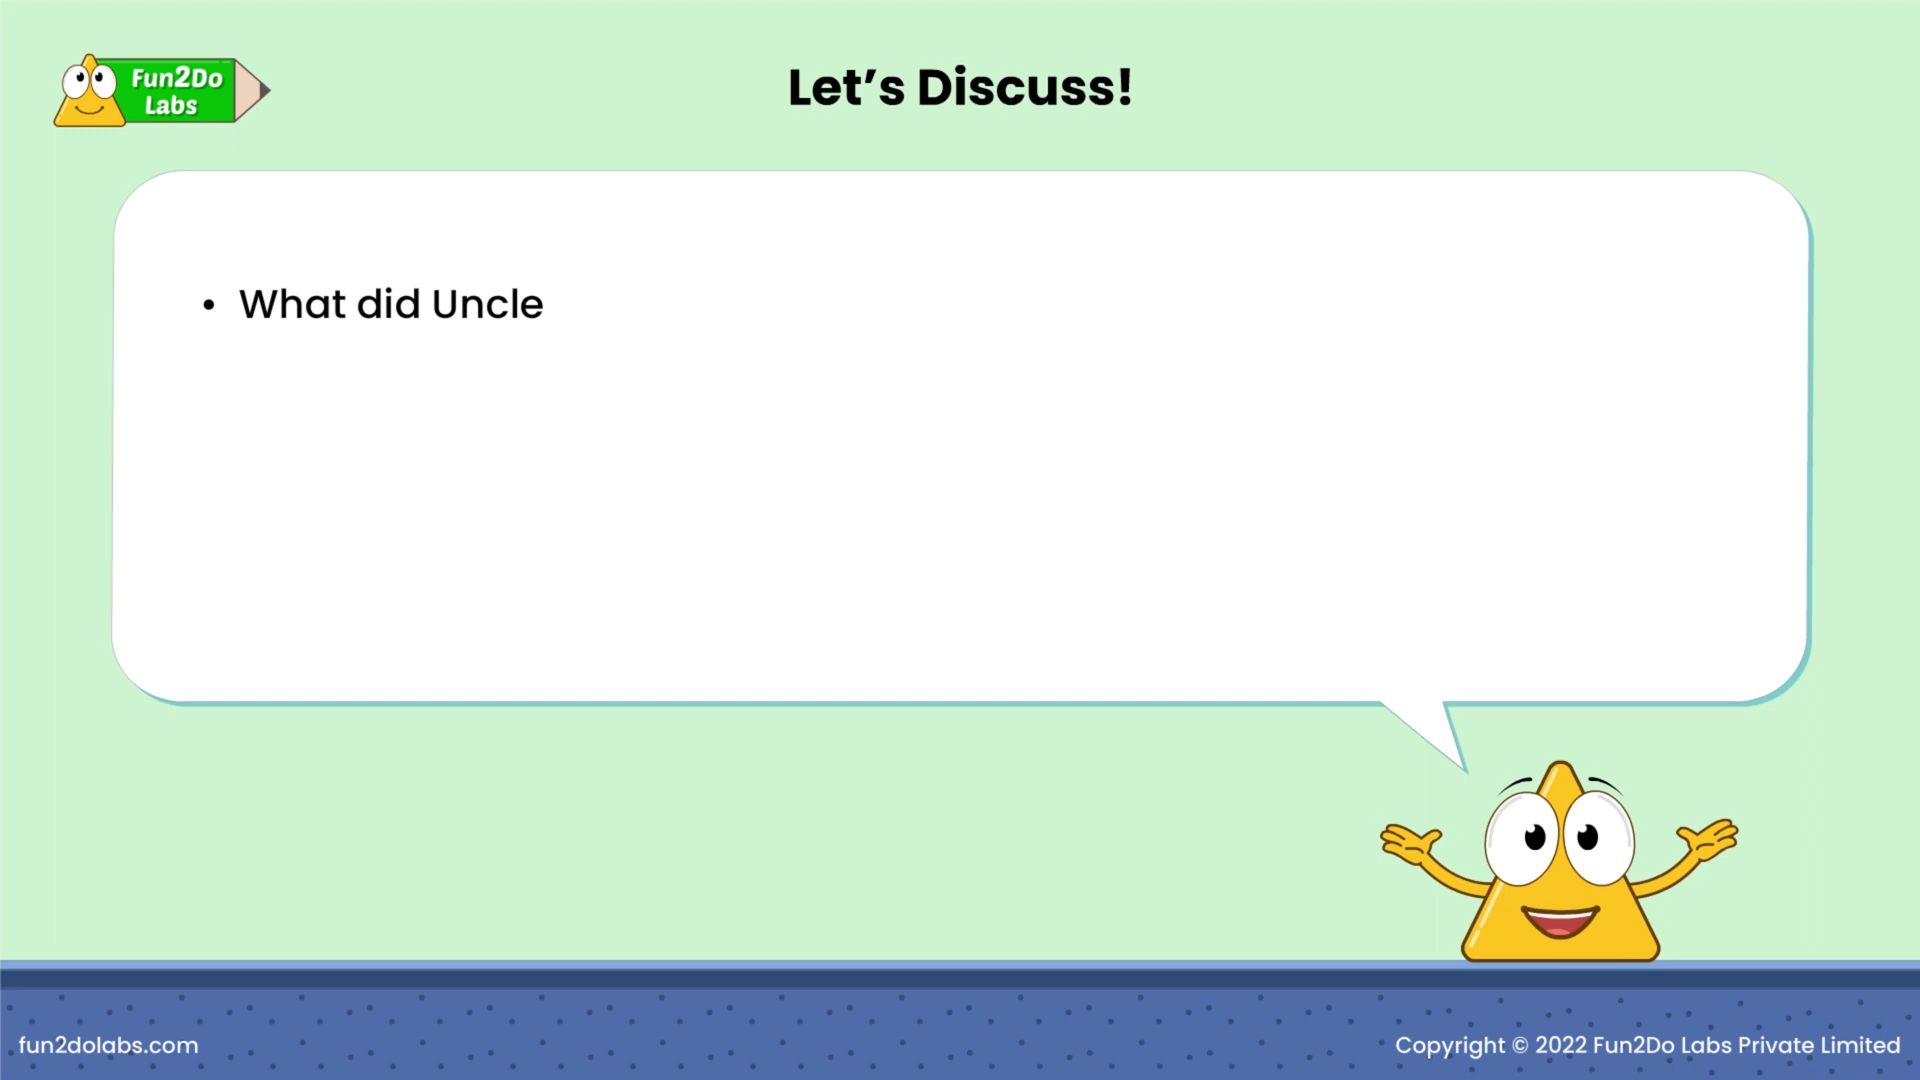 Fun2Do
Labs
Let’s Discuss!
• What did Uncle
fun2dolabs.com
Copyright © 2022 Fun2Do Labs Private Limited